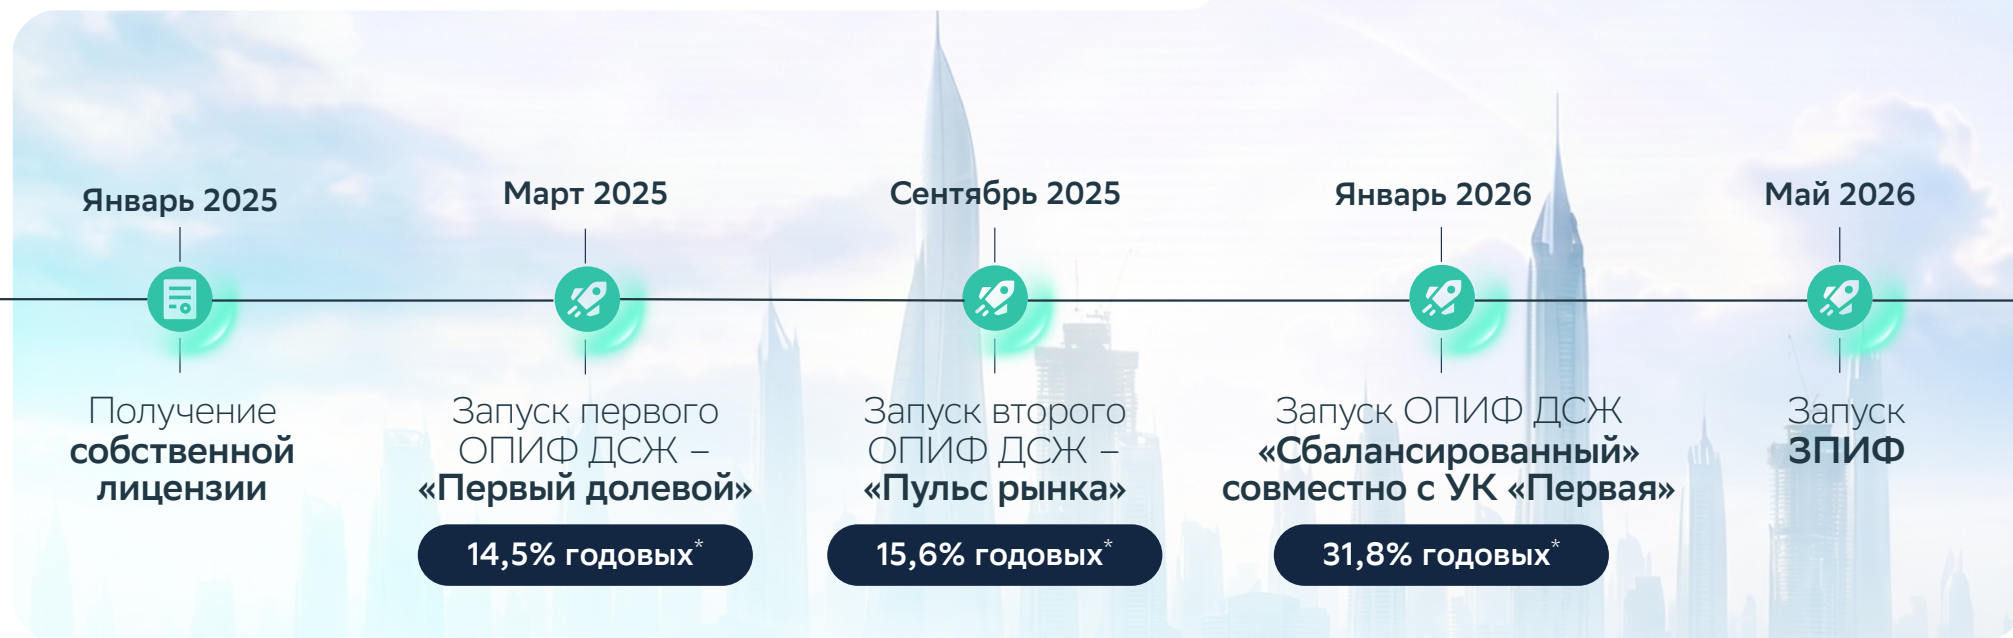 Январь 2025
Получение
собственной
лицензии
Март 2025
Запуск первого
ОПИФ ДСЖ –
«Первый долевой»
14,5% годовых*
Сентябрь 2025
Запуск второго
ОПИФ ДСЖ –
«Пульс рынка»
15,6% годовых*
Январь 2026
Запуск ОПИФ ДСЖ
«Сбалансированный»
совместно с УК «Первая»
31,8% годовых*
Май 2026
Запуск
ЗПИФ